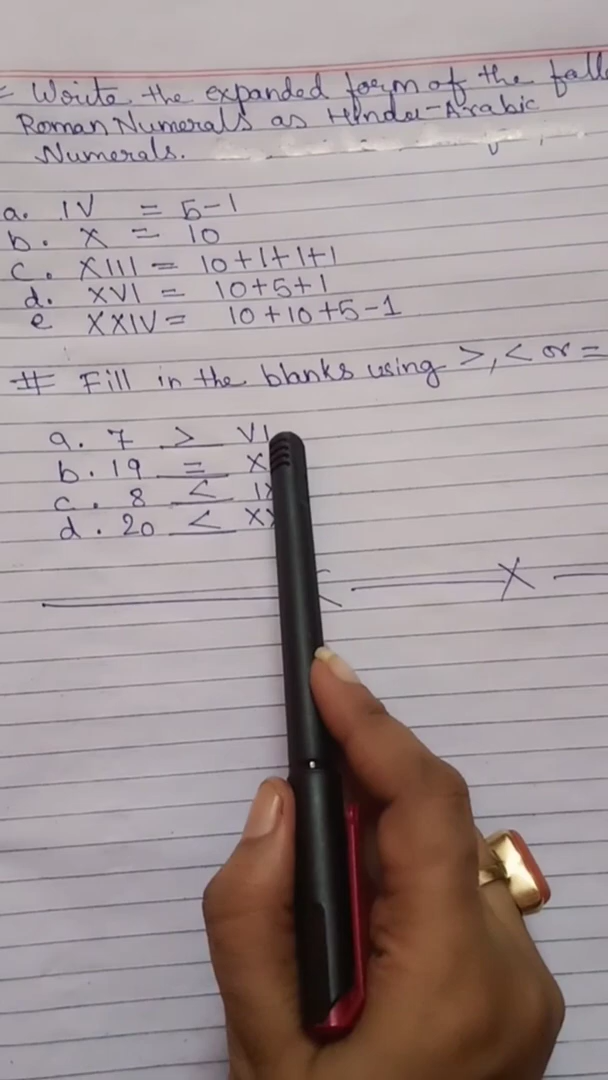 Write the expanded form of the
Roman Numerals as Hindu-Arabic
Numerals.
a. IV = 5-1
b. X = 10
c. XIII = 10+1+1+1
d. XVI = 10+5+1
e XXIV = 10+10+5-1
# Fill in the blanks using >, < or =
a. 7 > VI
b. 19 = X
c. 8 < IX
d. 20 < XX